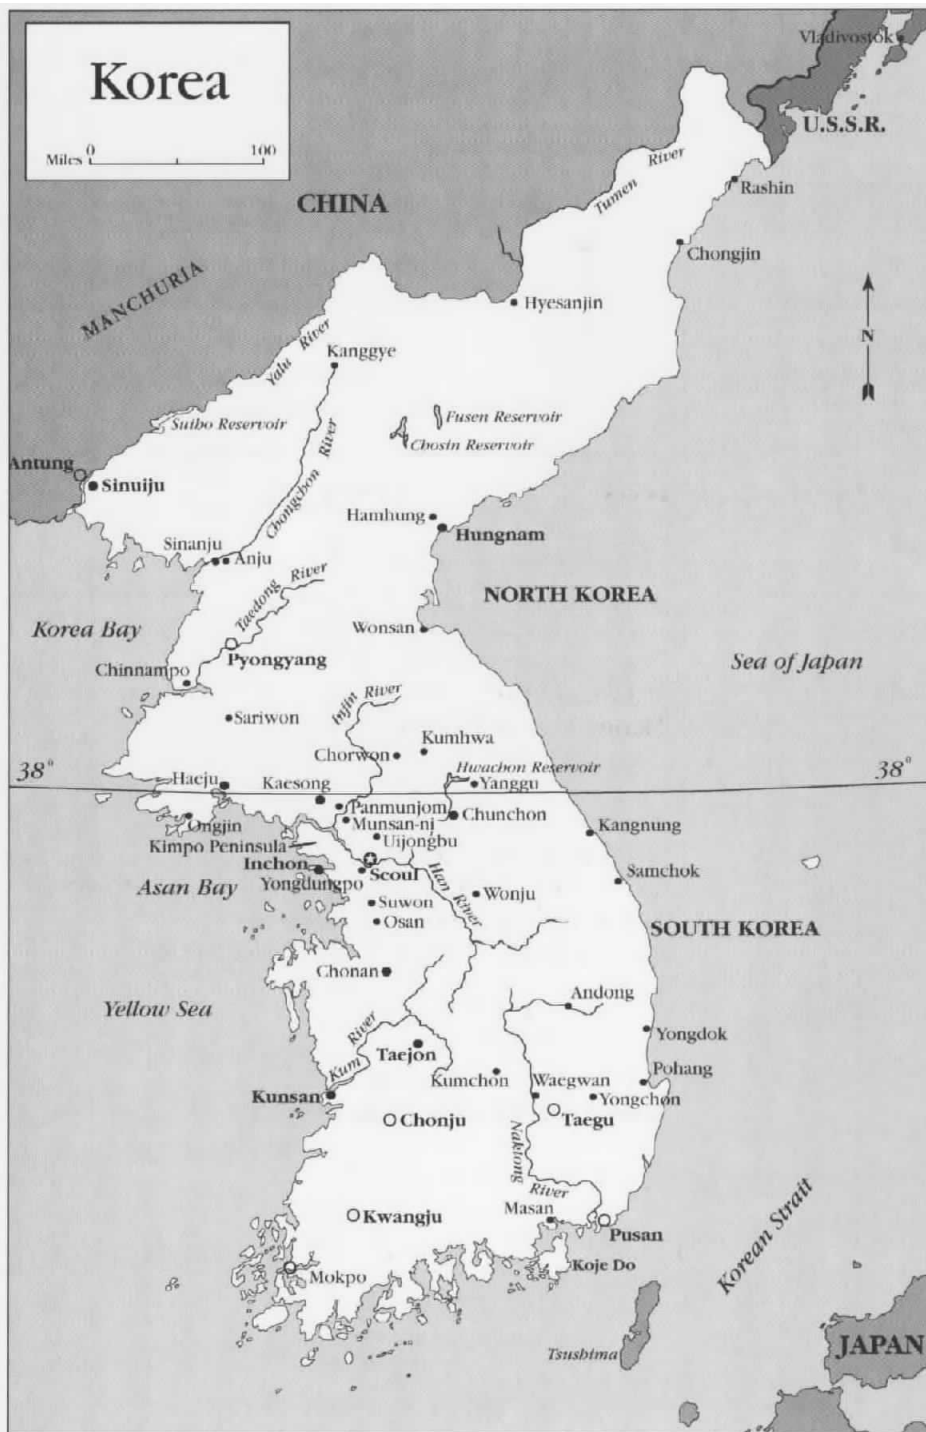 Korea
Miles 0 100
Vladivostok
U.S.S.R.
CHINA
Tumen River
Rashin
Chongjin
MANCHURIA
Hyesanjin
N
Yalu River
Kanggye
Suiho Reservoir
Fusen Reservoir
Chosin Reservoir
Chongchon River
Antung
Sinuiju
Hamhung
Hungnam
Sinanju
Anju
Taedong River
NORTH KOREA
Korea Bay
Wonsan
Pyongyang
Sea of Japan
Chinnampo
Injin River
Sariwon
Kumhwa
Chorwon
Hwachon Reservoir
38°
38°
Haeju
Kaesong
Yanggu
Panmunjom
Chunchon
Ongjin
Munsan-ni
Kangnung
Uijongbu
Kimpo Peninsula
Inchon
Seoul
Samchok
Asan Bay
Yongdungpo
Han River
Wonju
Suwon
Osan
SOUTH KOREA
Chonan
Yellow Sea
Andong
Kum River
Yongdok
Taejon
Kumchon
Waegwan
Pohang
Kunsan
Yongchon
Chonju
Taegu
Naktong River
Kwangju
Masan
Pusan
Korean Strait
Koje Do
Mokpo
Tsushima
JAPAN